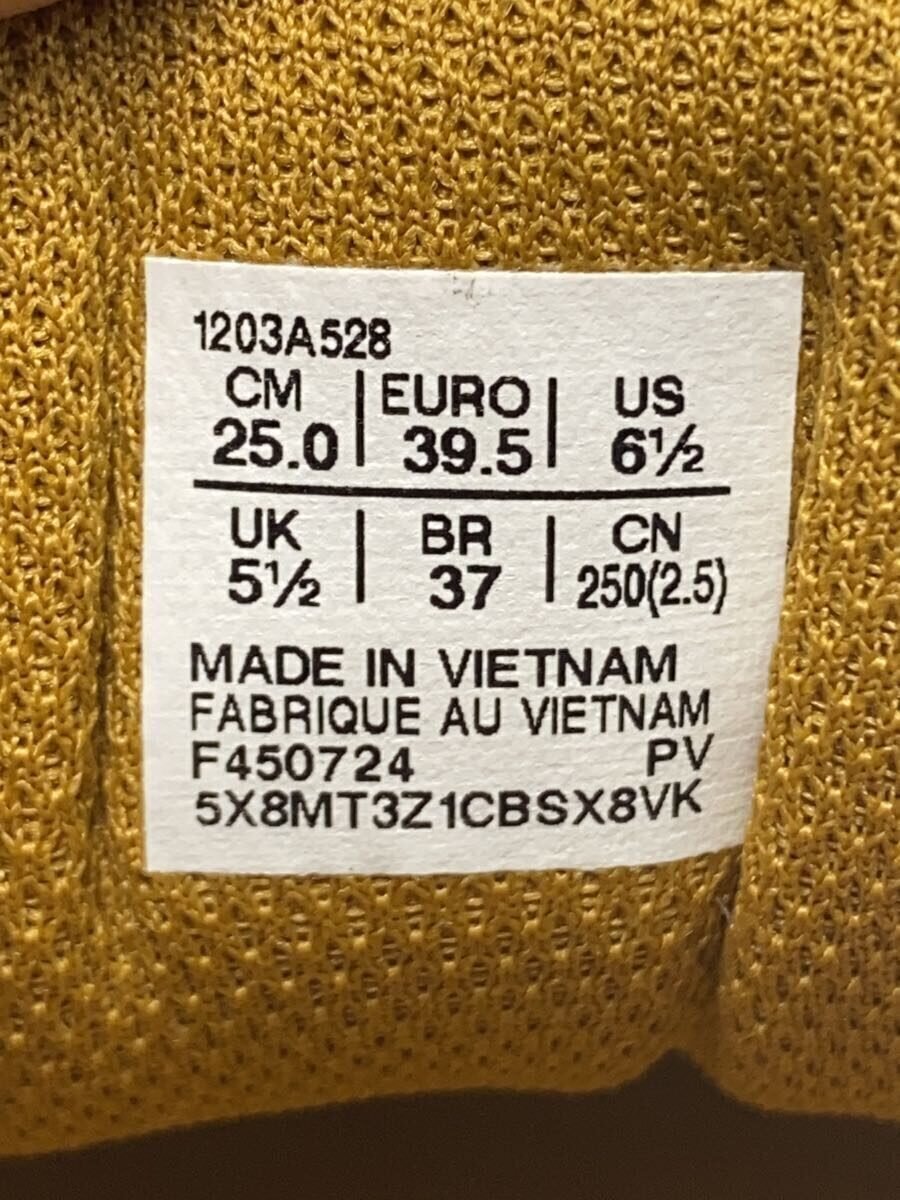 1203A528
CM | EURO | US
25.0 | 39.5 | 6½
UK | BR | CN
5½ | 37 | 250(2.5)
MADE IN VIETNAM
FABRIQUE AU VIETNAM
F450724 PV
5X8MT3Z1CBSX8VK